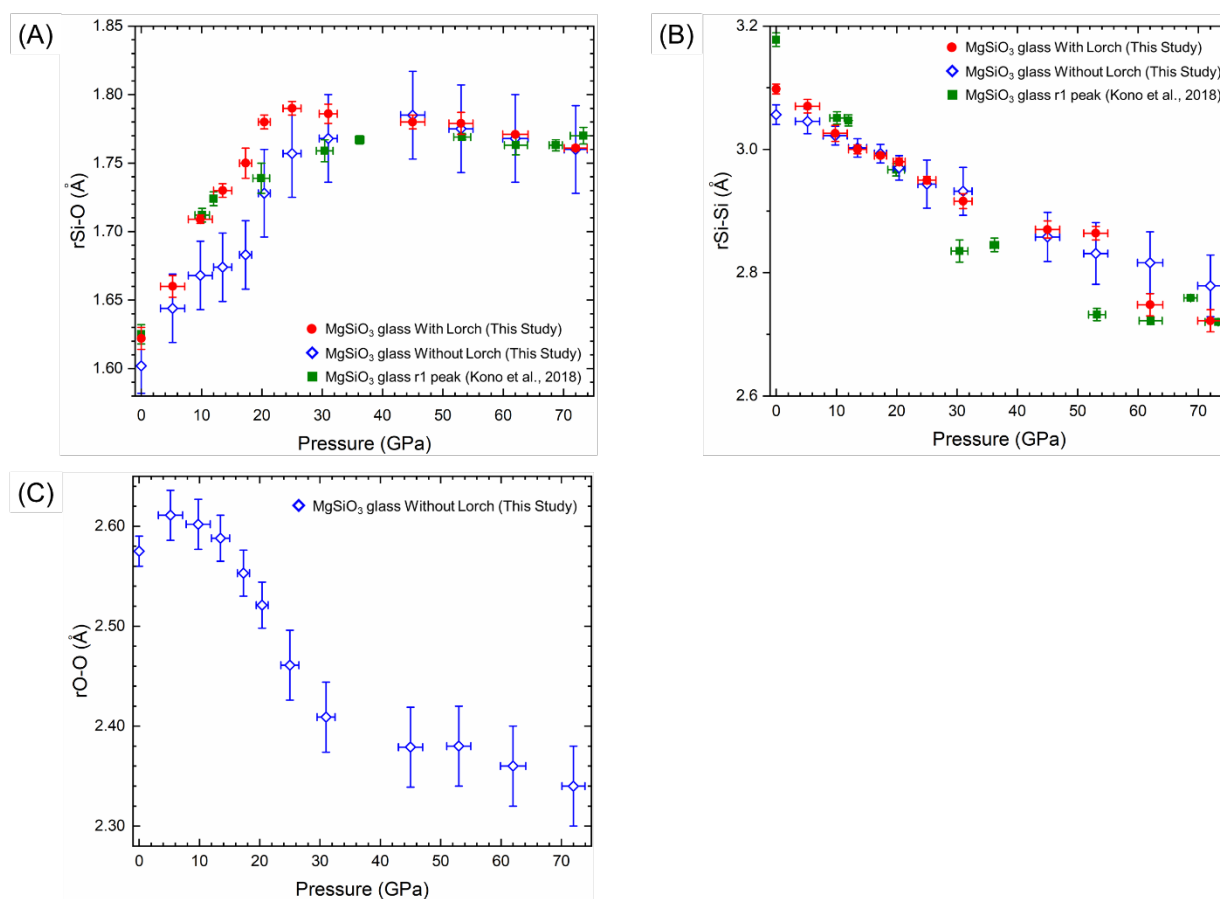 (A)
1.85
1.80
1.75
1.70
1.65
1.60
rSi-O (Å)
MgSiO₃ glass With Lorch (This Study)
MgSiO₃ glass Without Lorch (This Study)
MgSiO₃ glass r1 peak (Kono et al., 2018)
0 10 20 30 40 50 60 70
Pressure (GPa)
(B)
3.2
3.0
2.8
2.6
rSi-Si (Å)
MgSiO₃ glass With Lorch (This Study)
MgSiO₃ glass Without Lorch (This Study)
MgSiO₃ glass r1 peak (Kono et al., 2018)
0 10 20 30 40 50 60 70
Pressure (GPa)
(C)
2.60
2.50
2.40
2.30
rO-O (Å)
MgSiO₃ glass Without Lorch (This Study)
0 10 20 30 40 50 60 70
Pressure (GPa)